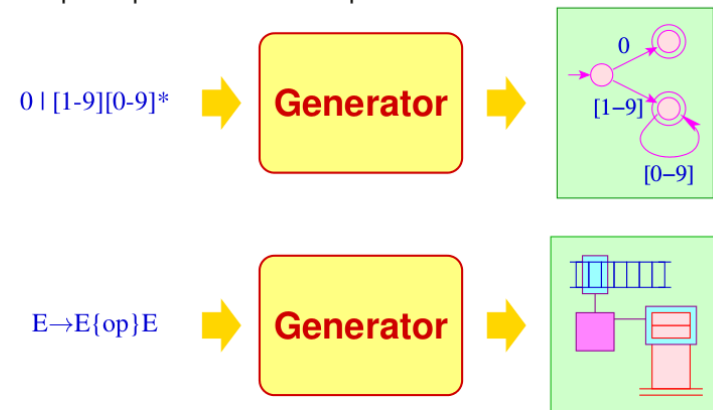 0 | [1-9][0-9]*
Generator
0
[1–9]
[0–9]
E→E{op}E
Generator